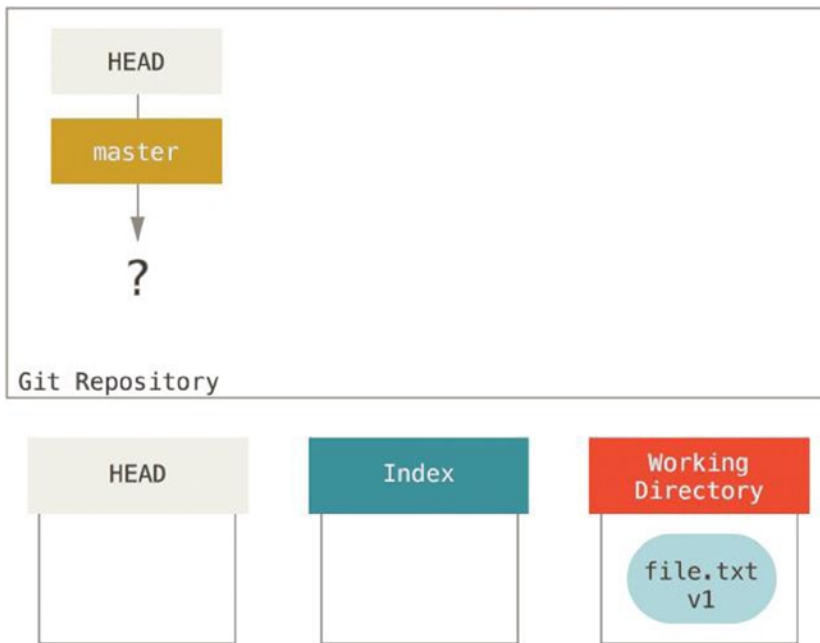 HEAD
master
?
Git Repository
HEAD
Index
Working
Directory
file.txt
v1